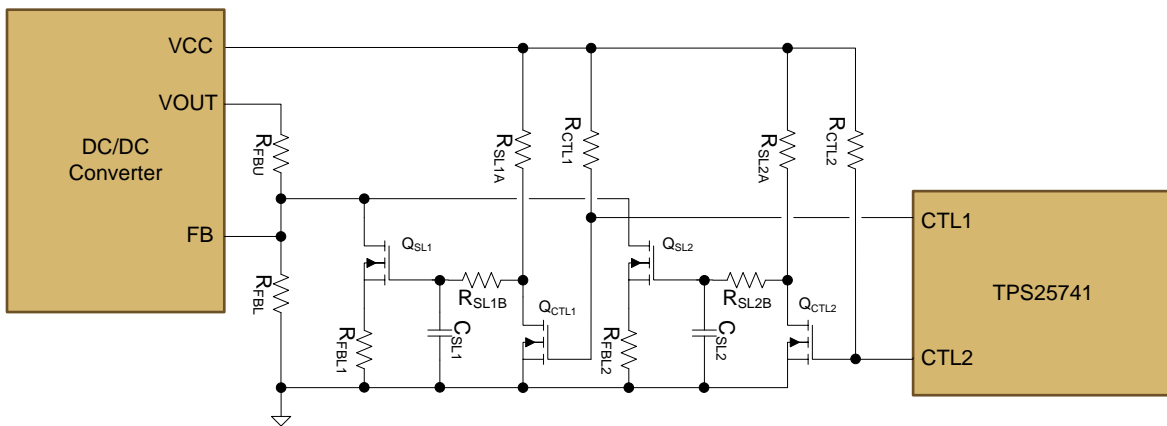 VCC
VOUT
DC/DC
Converter
FB
RFBU
RFBL
RSL1A
RCTL1
RSL2A
RCTL2
QSL1
RSL1B
QCTL1
CSL1
RFBL1
QSL2
RSL2B
QCTL2
CSL2
RFBL2
CTL1
TPS25741
CTL2